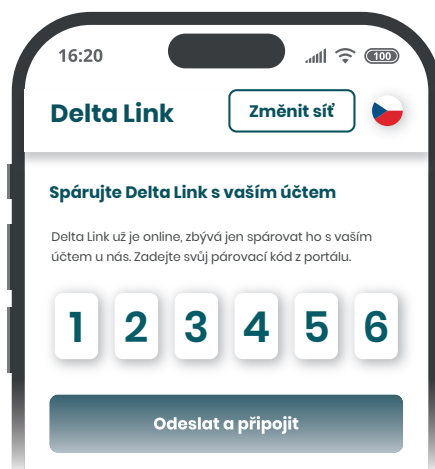 16:20
100
Delta Link
Změnit síť
Spárujte Delta Link s vaším účtem
Delta Link už je online, zbývá jen spárovat ho s vaším
účtem u nás. Zadejte svůj párovací kód z portálu.
1 2 3 4 5 6
Odeslat a připojit